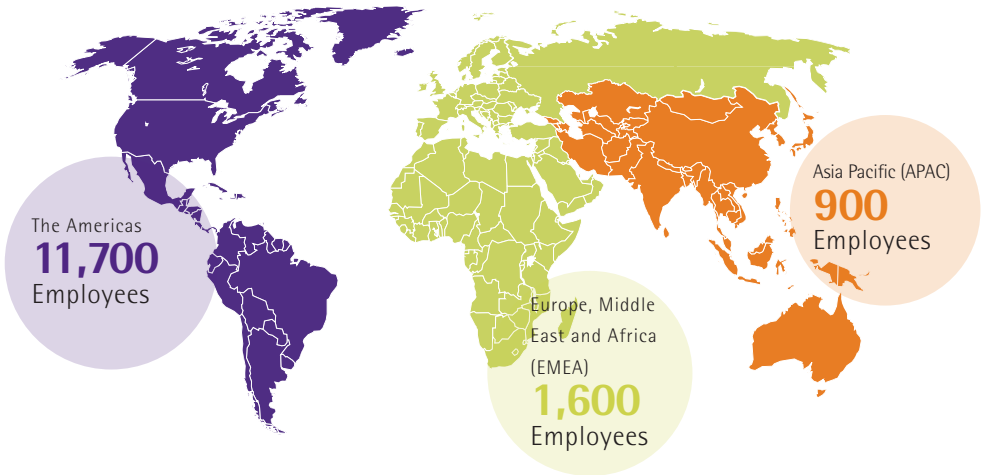 The Americas
11,700
Employees
Europe, Middle
East and Africa
(EMEA)
1,600
Employees
Asia Pacific (APAC)
900
Employees